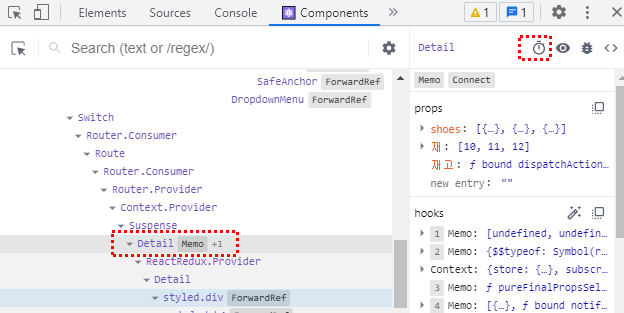 Sources
Console
Components
1
1
Search (text or /regex/)
SafeAnchor ForwardRef
DropdownMenu ForwardRef
Switch
Router.Consumer
Route
Router.Consumer
Router.Provider
Context.Provider
Suspense
Detail Memo +1
ReactRedux.Provider
Detail
styled.div ForwardRef
Detail
Memo Connect
props
shoes: [{…}, {…}, {…}]
재: [10, 11, 12]
재고: ƒ bound dispatchAction…
new entry: ""
hooks
1 Memo: [undefined, undefin…
2 Memo: {$$typeof: Symbol(r…
Context: {store: {…}, subscr…
3 Memo: ƒ pureFinalPropsSel…
4 Memo: [{…}, ƒ bound notif…